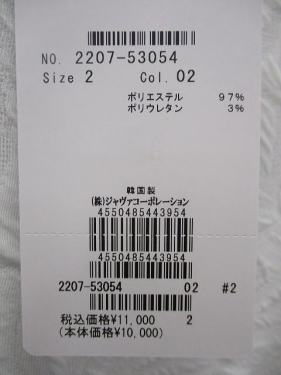 NO. 2207-53054
Size 2 Col. 02
ポリエステル 97%
ポリウレタン 3%
韓国製
(株)ジャヴァコーポレーション
4550485443954
4550485443954
2207-53054 02 #2
税込価格¥11,000 2
(本体価格¥10,000)